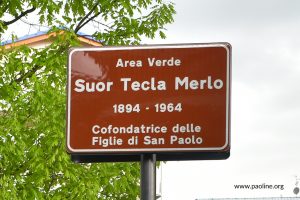 Area Verde
Suor Tecla Merlo
1894 - 1964
Cofondatrice delle
Figlie di San Paolo
www.paoline.org